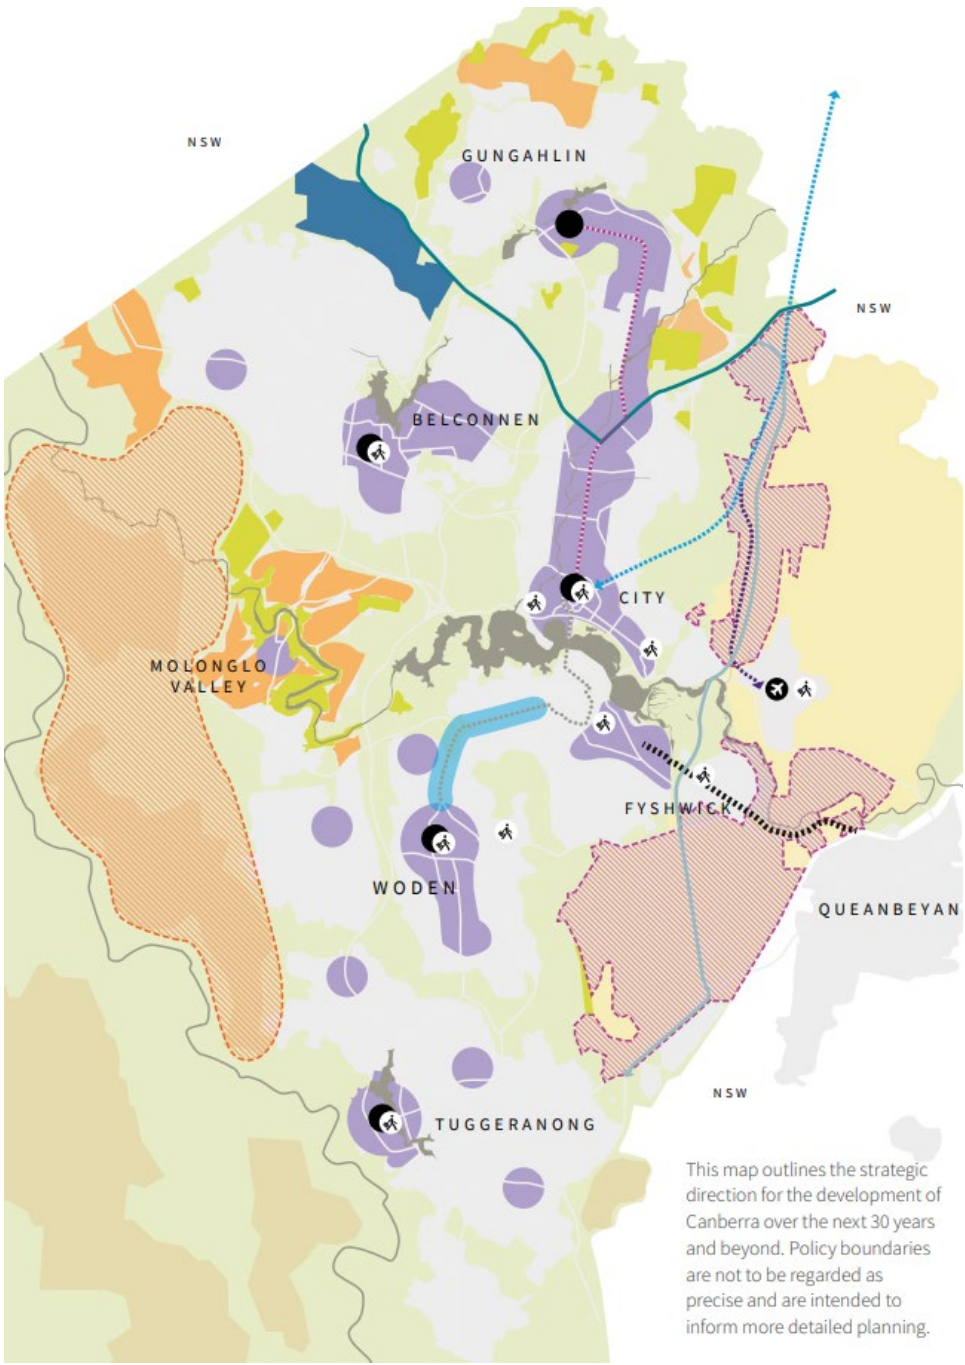 NSW
GUNGAHLIN
NSW
BELCONNEN
CITY
MOLONGLO
VALLEY
FYSHWICK
WODEN
QUEANBEYAN
NSW
TUGGERANONG
This map outlines the strategic
direction for the development of
Canberra over the next 30 years
and beyond. Policy boundaries
are not to be regarded as
precise and are intended to
inform more detailed planning.